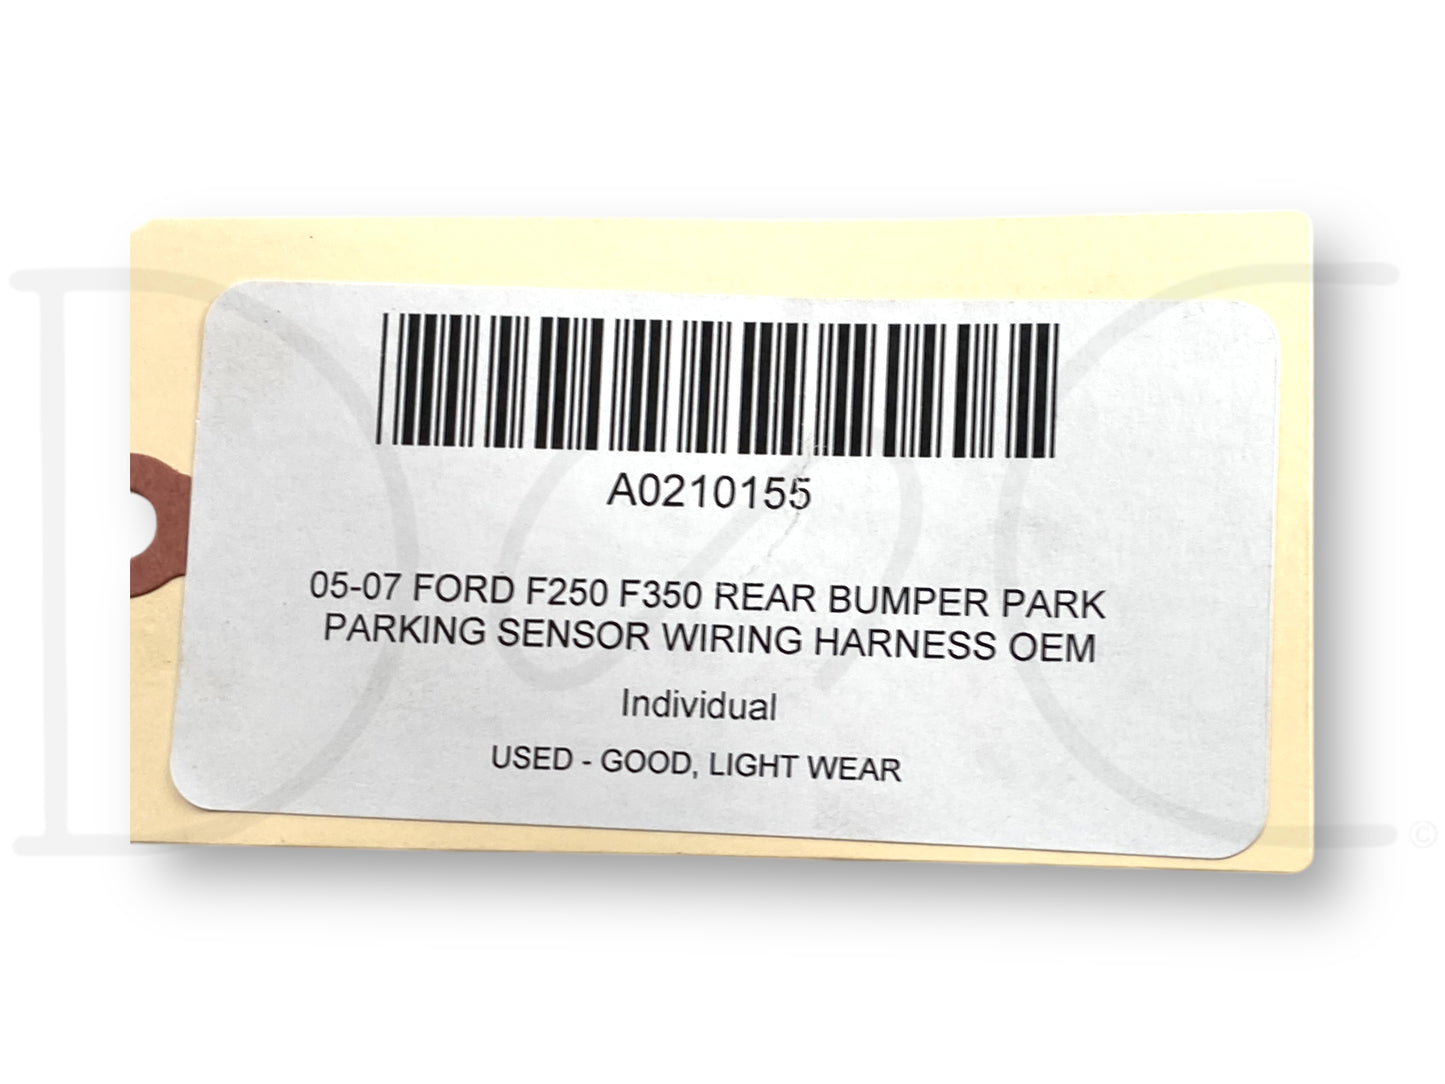 A0210155
05-07 FORD F250 F350 REAR BUMPER PARK
PARKING SENSOR WIRING HARNESS OEM
Individual
USED - GOOD, LIGHT WEAR
D&C ©